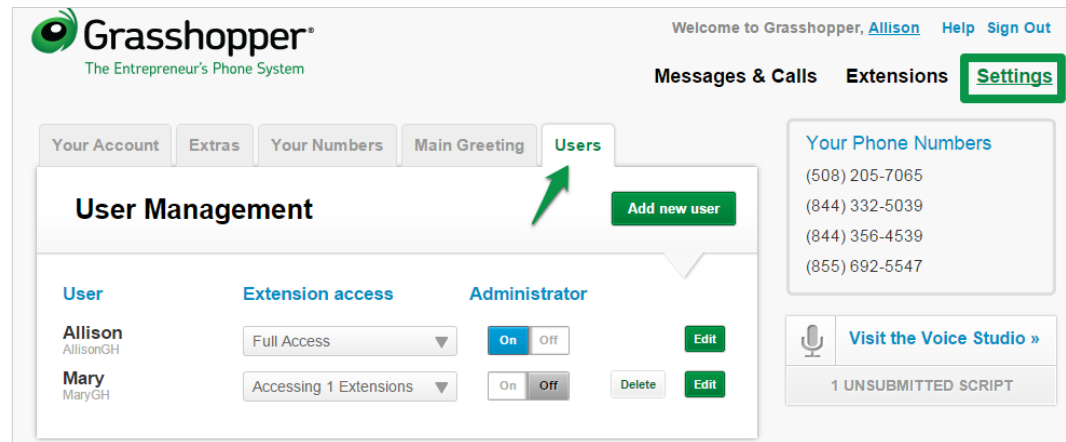 Grasshopper®
The Entrepreneur's Phone System
Welcome to Grasshopper, Allison Help Sign Out
Messages & Calls Extensions Settings
Your Account Extras Your Numbers Main Greeting Users
User Management
Add new user
User Extension access Administrator
Allison
AllisonGH
Full Access
On Off
Edit
Mary
MaryGH
Accessing 1 Extensions
On Off
Delete
Edit
Your Phone Numbers
(508) 205-7065
(844) 332-5039
(844) 356-4539
(855) 692-5547
Visit the Voice Studio »
1 UNSUBMITTED SCRIPT